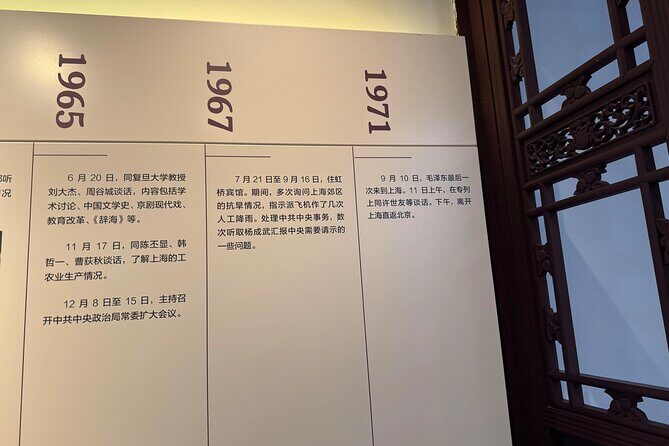 1965
6 月 20 日，同复旦大学教授
刘大杰、周谷城谈话，内容包括学
术讨论、中国文学史、京剧现代戏、
教育改革、《辞海》等。
11 月 17 日，同陈丕显、韩
哲一、曹荻秋谈话，了解上海的工
农业生产情况。
12 月 8 日至 15 日，主持召
开中共中央政治局常委扩大会议。
1967
7 月 21 日至 9 月 16 日，住虹
桥宾馆。期间，多次询问上海郊区
的抗旱情况，指示派飞机作了几次
人工降雨。处理中共中央事务，数
次听取杨成武汇报中央需要请示的
一些问题。
1971
9 月 10 日，毛泽东最后一
次来到上海。11 日上午，在专列
上同许世友等谈话。下午，离开
上海直返北京。